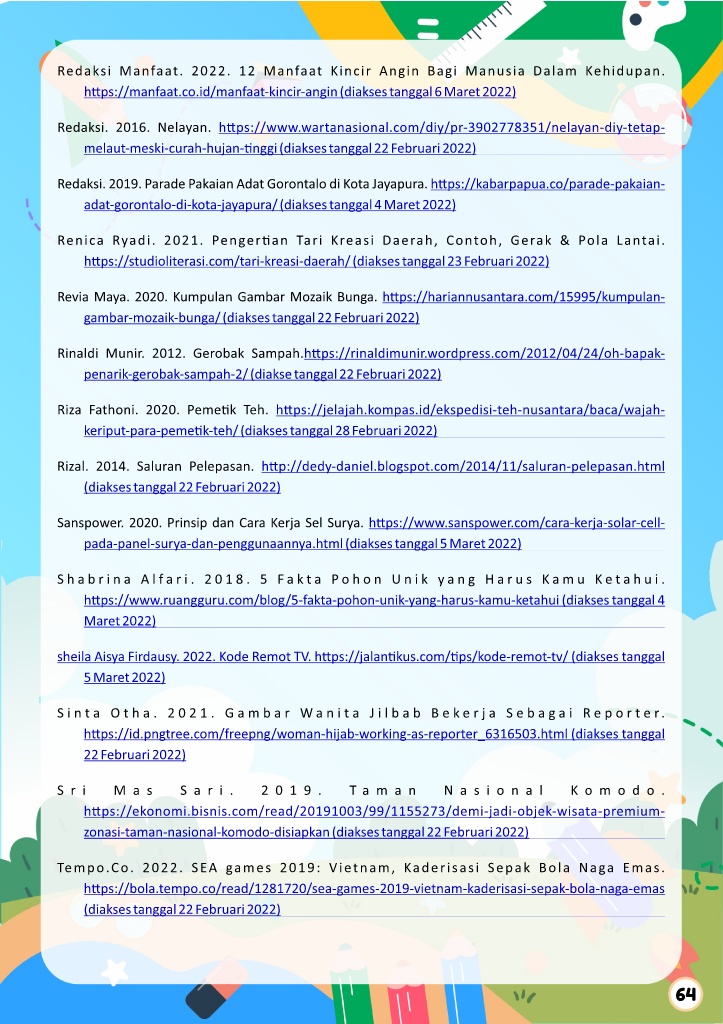 Redaksi Manfaat. 2022. 12 Manfaat Kincir Angin Bagi Manusia Dalam Kehidupan.
https://manfaat.co.id/manfaat-kincir-angin (diakses tanggal 6 Maret 2022)
Redaksi. 2016. Nelayan. https://www.wartanasional.com/diy/pr-3902778351/nelayan-diy-tetap-
melaut-meski-curah-hujan-tinggi (diakses tanggal 22 Februari 2022)
Redaksi. 2019. Parade Pakaian Adat Gorontalo di Kota Jayapura. https://kabarpapua.co/parade-pakaian-
adat-gorontalo-di-kota-jayapura/ (diakses tanggal 4 Maret 2022)
Renica Ryadi. 2021. Pengertian Tari Kreasi Daerah, Contoh, Gerak & Pola Lantai.
https://studioliterasi.com/tari-kreasi-daerah/ (diakses tanggal 23 Februari 2022)
Revia Maya. 2020. Kumpulan Gambar Mozaik Bunga. https://hariannusantara.com/15995/kumpulan-
gambar-mozaik-bunga/ (diakses tanggal 22 Februari 2022)
Rinaldi Munir. 2012. Gerobak Sampah.https://rinaldimunir.wordpress.com/2012/04/24/oh-bapak-
penarik-gerobak-sampah-2/ (diakse tanggal 22 Februari 2022)
Riza Fathoni. 2020. Pemetik Teh. https://jelajah.kompas.id/ekspedisi-teh-nusantara/baca/wajah-
keriput-para-pemetik-teh/ (diakses tanggal 28 Februari 2022)
Rizal. 2014. Saluran Pelepasan. http://dedy-daniel.blogspot.com/2014/11/saluran-pelepasan.html
(diakses tanggal 22 Februari 2022)
Sanspower. 2020. Prinsip dan Cara Kerja Sel Surya. https://www.sanspower.com/cara-kerja-solar-cell-
pada-panel-surya-dan-penggunaannya.html (diakses tanggal 5 Maret 2022)
Shabrina Alfari. 2018. 5 Fakta Pohon Unik yang Harus Kamu Ketahui.
https://www.ruangguru.com/blog/5-fakta-pohon-unik-yang-harus-kamu-ketahui (diakses tanggal 4
Maret 2022)
sheila Aisya Firdausy. 2022. Kode Remot TV. https://jalantikus.com/tips/kode-remot-tv/ (diakses tanggal
5 Maret 2022)
Sinta Otha. 2021. Gambar Wanita Jilbab Bekerja Sebagai Reporter.
https://id.pngtree.com/freepng/woman-hijab-working-as-reporter_6316503.html (diakses tanggal
22 Februari 2022)
Sri Mas Sari. 2019. Taman Nasional Komodo.
https://ekonomi.bisnis.com/read/20191003/99/1155273/demi-jadi-objek-wisata-premium-
zonasi-taman-nasional-komodo-disiapkan (diakses tanggal 22 Februari 2022)
Tempo.Co. 2022. SEA games 2019: Vietnam, Kaderisasi Sepak Bola Naga Emas.
https://bola.tempo.co/read/1281720/sea-games-2019-vietnam-kaderisasi-sepak-bola-naga-emas
(diakses tanggal 22 Februari 2022)
64